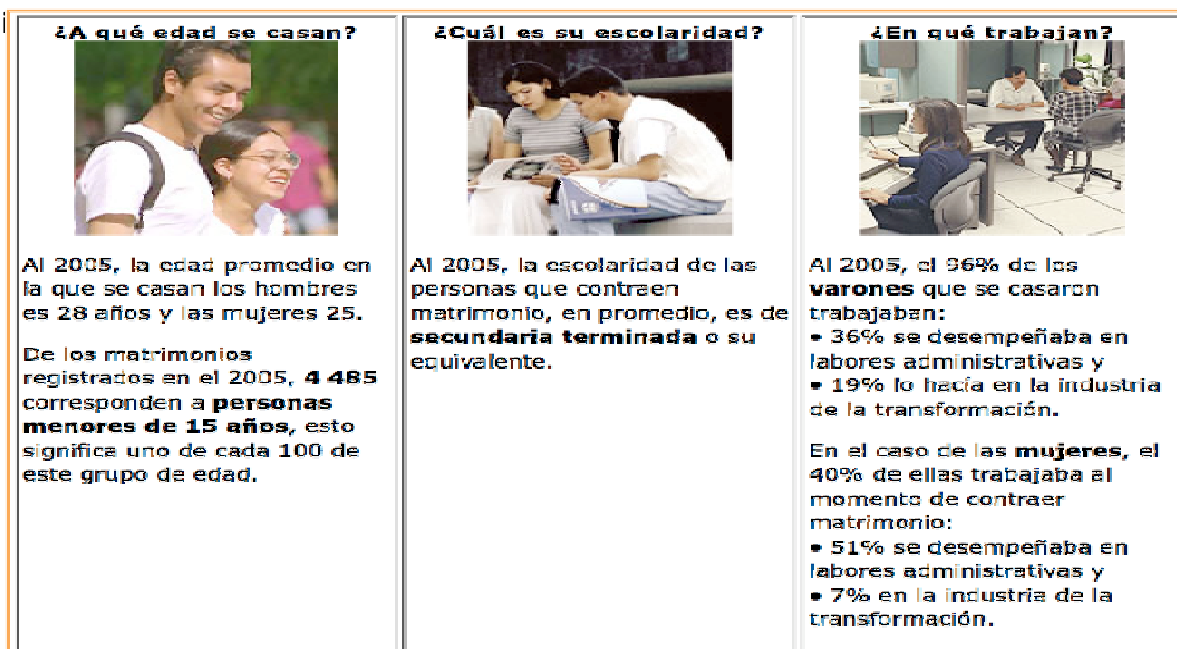 ¿A qué edad se casan?
Al 2005, la edad promedio en
la que se casan los hombres
es 28 años y las mujeres 25.
De los matrimonios
registrados en el 2005, 4 485
corresponden a personas
menores de 15 años, esto
significa uno de cada 100 de
este grupo de edad.
¿Cuál es su escolaridad?
Al 2005, la escolaridad de las
personas que contraen
matrimonio, en promedio, es de
secundaria terminada o su
equivalente.
¿En qué trabajan?
Al 2005, el 96% de los
varones que se casaron
trabajaban:
• 36% se desempeñaba en
labores administrativas y
• 19% lo hacía en la industria
de la transformación.
En el caso de las mujeres, el
40% de ellas trabajaba al
momento de contraer
matrimonio:
• 51% se desempeñaba en
labores administrativas y
• 7% en la industria de la
transformación.